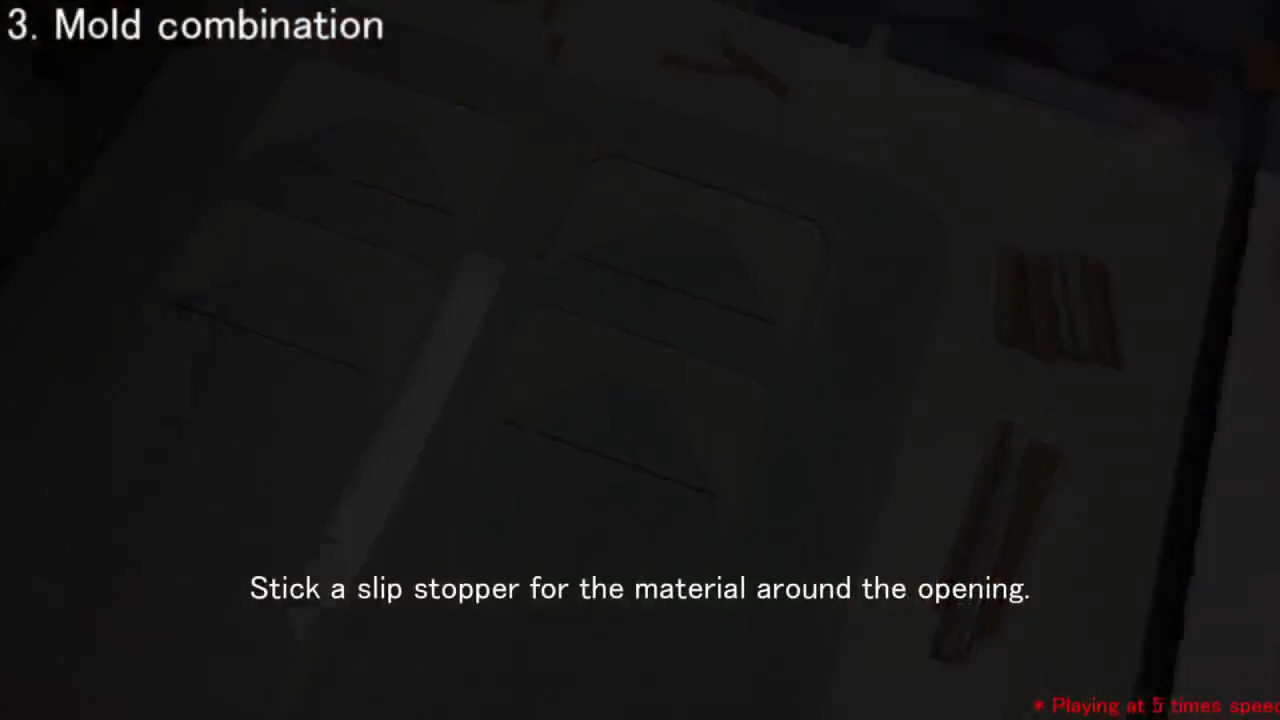 3. Mold combination
Stick a slip stopper for the material around the opening.
* Playing at 5 times speed